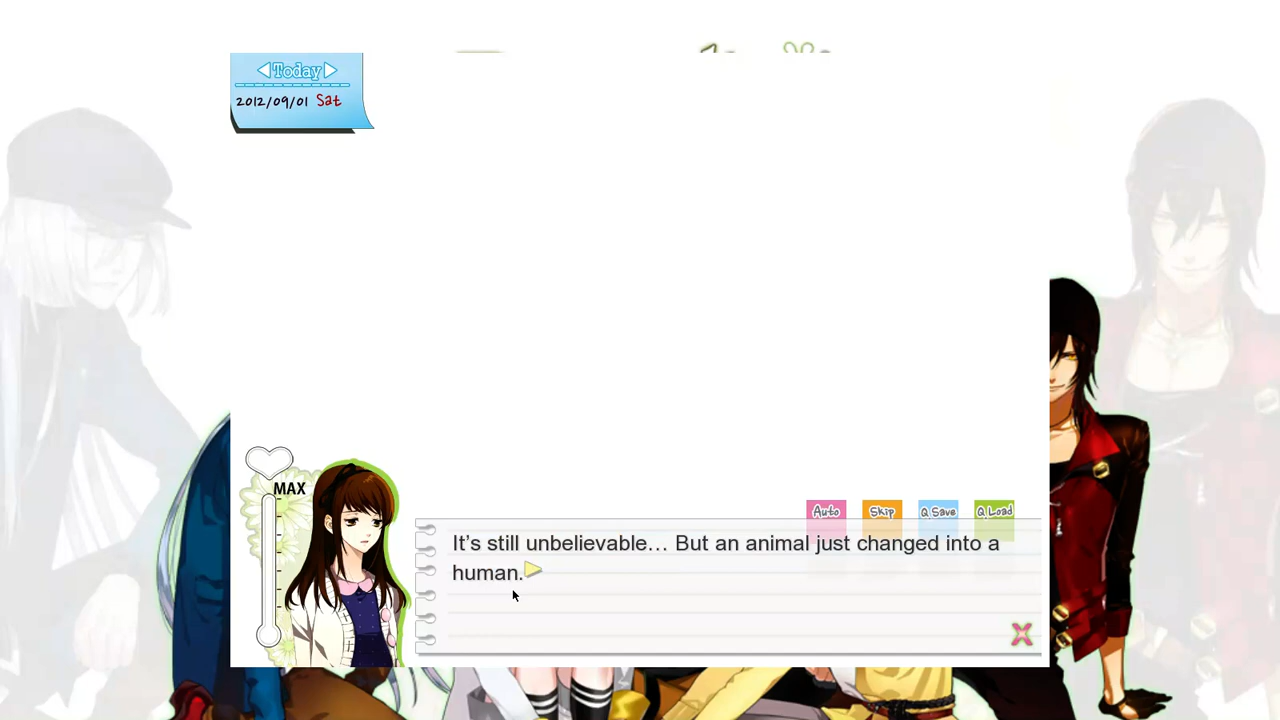 Today
2012/09/01 Sat
MAX
Auto Skip Q.Save Q.Load
It's still unbelievable… But an animal just changed into a
human.